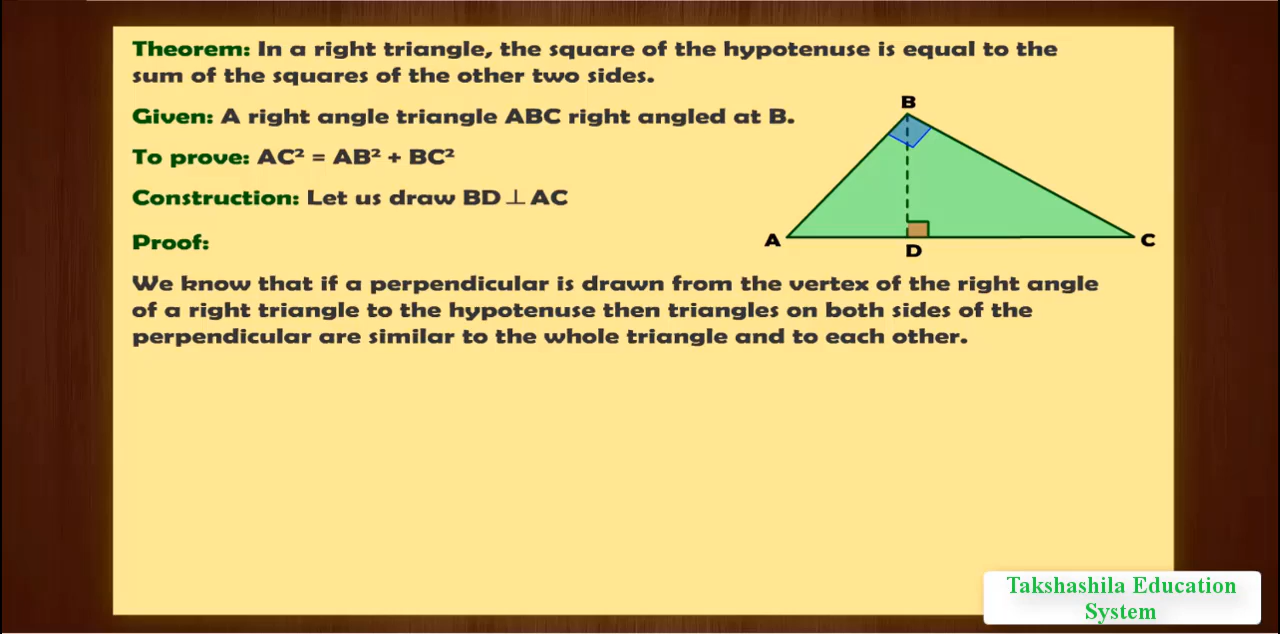 Theorem: In a right triangle, the square of the hypotenuse is equal to the
sum of the squares of the other two sides.
Given: A right angle triangle ABC right angled at B.
To prove: AC² = AB² + BC²
Construction: Let us draw BD ⊥ AC
Proof:
B
A
D
C
We know that if a perpendicular is drawn from the vertex of the right angle
of a right triangle to the hypotenuse then triangles on both sides of the
perpendicular are similar to the whole triangle and to each other.
Takshashila Education
System